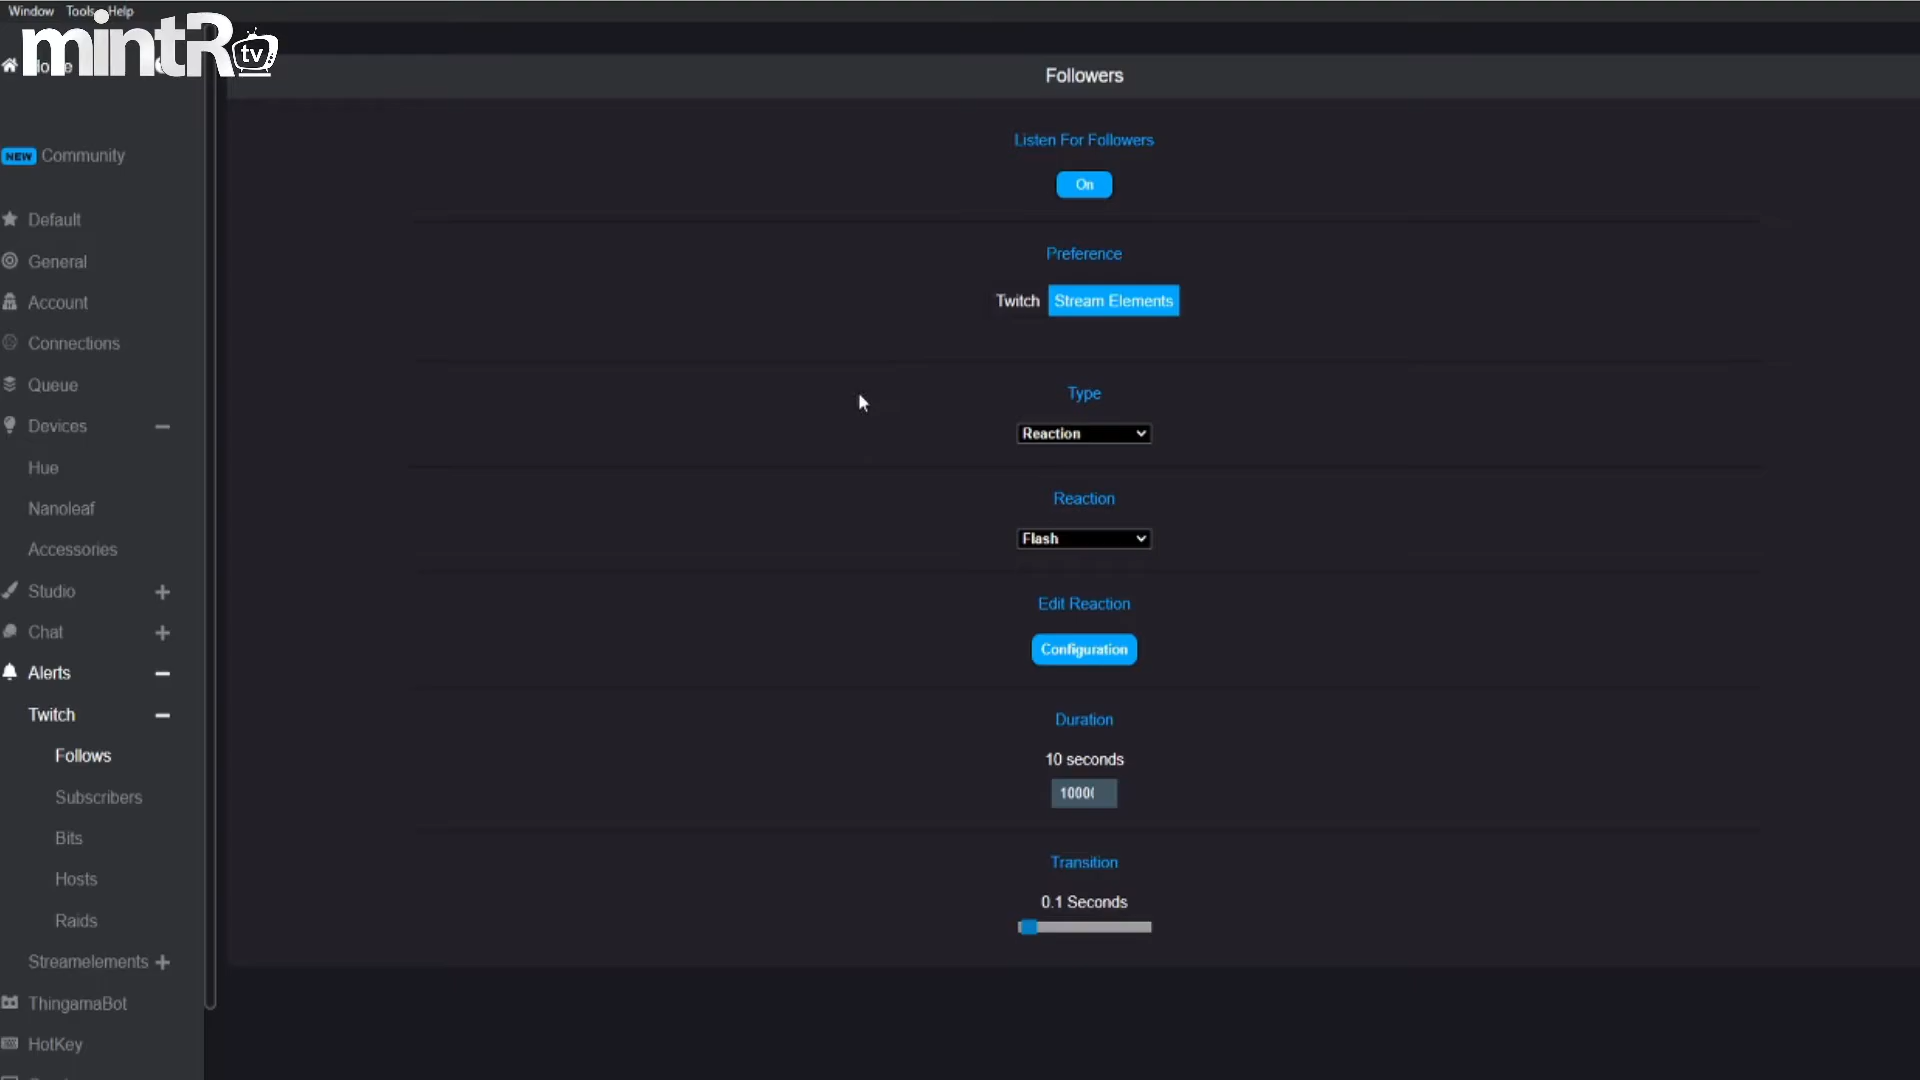 Window Tools Help
mintR tv
Followers
NEW Community
Default
General
Account
Connections
Queue
Devices
Hue
Nanoleaf
Accessories
Studio
Chat
Alerts
Twitch
Follows
Subscribers
Bits
Hosts
Raids
Streamelements
ThingamaBot
HotKey
Listen For Followers
On
Preference
Twitch Stream Elements
Type
Reaction
Reaction
Flash
Edit Reaction
Configuration
Duration
10 seconds
Transition
0.1 Seconds